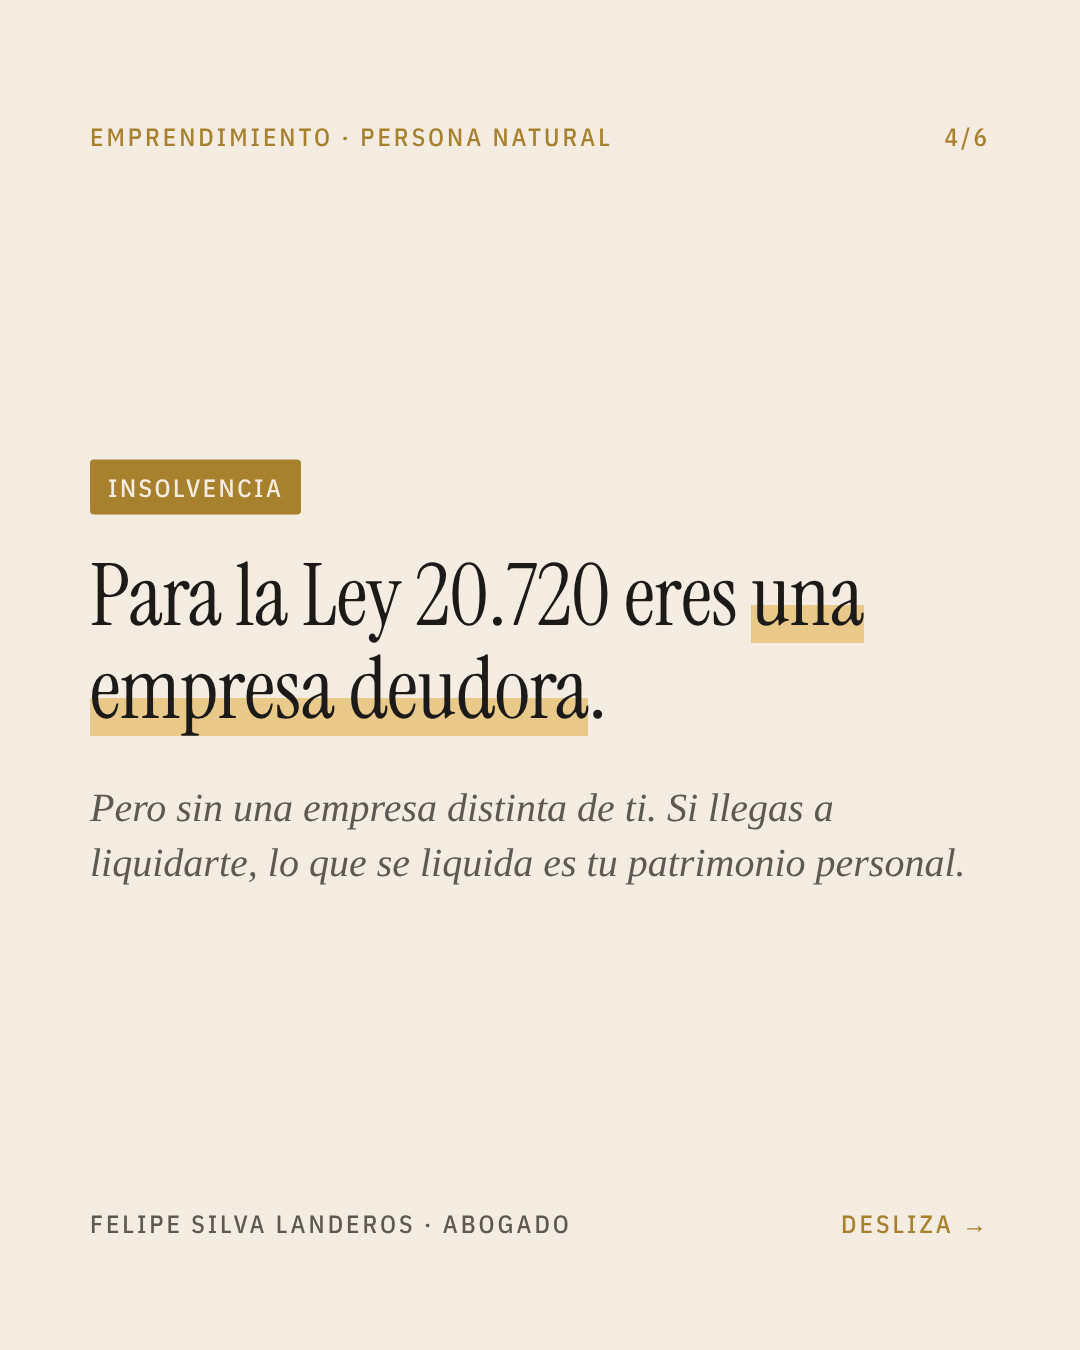 EMPRENDIMIENTO · PERSONA NATURAL
4/6
INSOLVENCIA
Para la Ley 20.720 eres una
empresa deudora.
Pero sin una empresa distinta de ti. Si llegas a
liquidarte, lo que se liquida es tu patrimonio personal.
FELIPE SILVA LANDEROS · ABOGADO
DESLIZA →